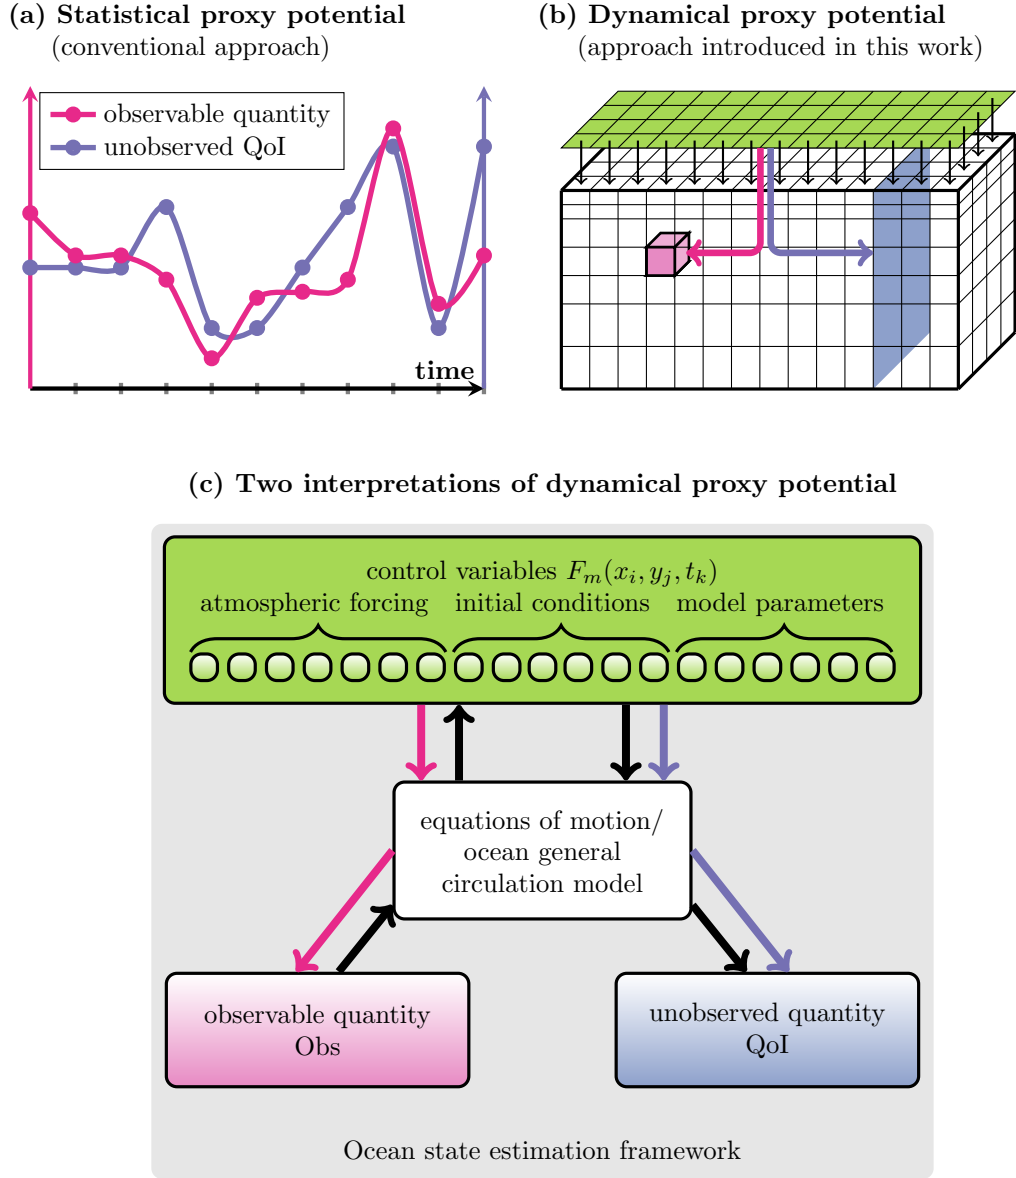 (a) Statistical proxy potential
(conventional approach)
observable quantity
unobserved QoI
time
(b) Dynamical proxy potential
(approach introduced in this work)
(c) Two interpretations of dynamical proxy potential
control variables $F_m(x_i, y_j, t_k)$
atmospheric forcing initial conditions model parameters
equations of motion/
ocean general
circulation model
observable quantity
Obs
unobserved quantity
QoI
Ocean state estimation framework